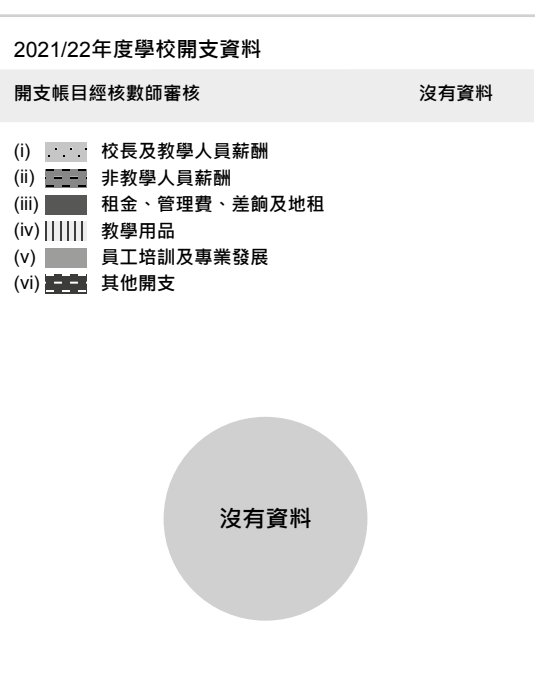 2021/22年度學校開支資料
開支帳目經核數師審核 沒有資料
(i) 校長及教學人員薪酬
(ii) 非教學人員薪酬
(iii) 租金、管理費、差餉及地租
(iv) 教學用品
(v) 員工培訓及專業發展
(vi) 其他開支
沒有資料